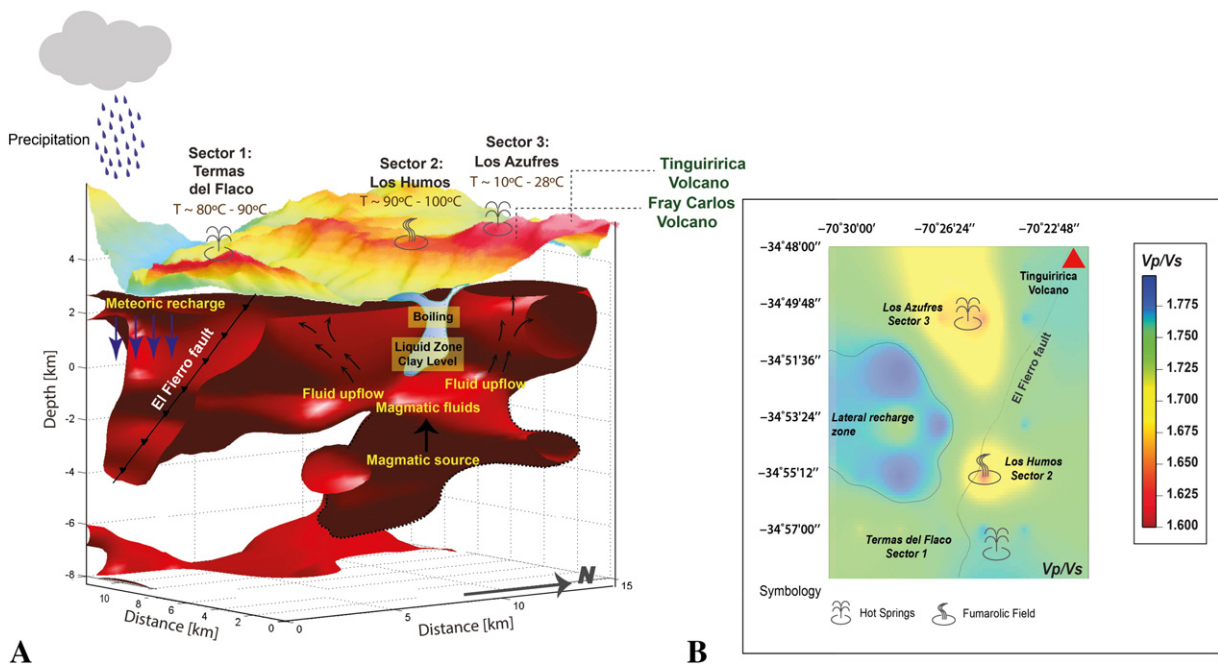 Precipitation
Sector 1:
Termas
del Flaco
T ~ 80ºC - 90ºC
Sector 2:
Los Humos
T ~ 90ºC - 100ºC
Sector 3:
Los Azufres
T ~ 10ºC - 28ºC
Tinguiririca
Volcano
Fray Carlos
Volcano
4
2
0
-2
-4
-6
-8
Depth [km]
Meteoric recharge
El Fierro fault
Boiling
Liquid Zone
Clay Level
Fluid upflow
Fluid upflow
Magmatic fluids
Magmatic source
10
8
6
4
2
0
Distance [km]
0
5
10
15
Distance [km]
N
A
-70˚30'00''
-70˚26'24''
-70˚22'48''
−34˚48'00''
−34˚49'48''
−34˚51'36''
−34˚53'24''
−34˚55'12''
−34˚57'00''
Tinguiririca
Volcano
Los Azufres
Sector 3
El Fierro fault
Lateral recharge
zone
Los Humos
Sector 2
Termas del Flaco
Sector 1
Vp/Vs
Vp/Vs
1.775
1.750
1.725
1.700
1.675
1.650
1.625
1.600
Symbology
Hot Springs
Fumarolic Field
B